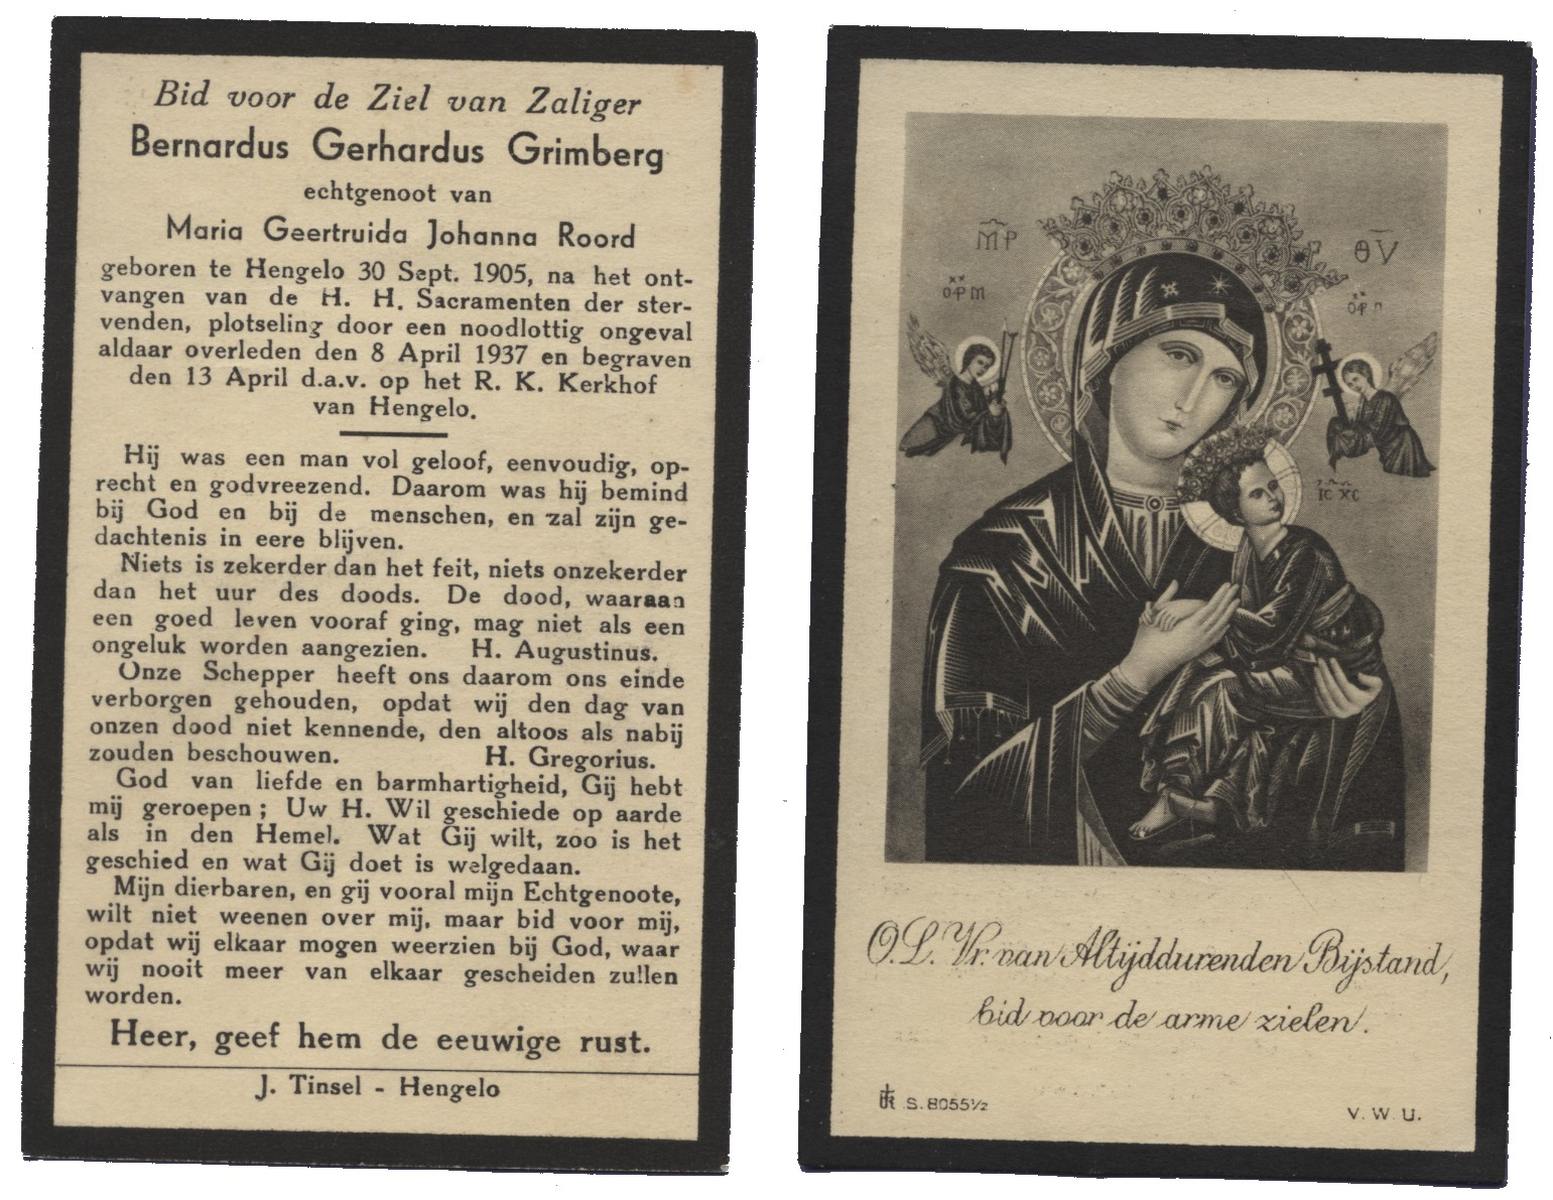 Bid voor de Ziel van Zaliger
Bernardus Gerhardus Grimberg
echtgenoot van
Maria Geertruida Johanna Roord
geboren te Hengelo 30 Sept. 1905, na het ont-
vangen van de H. H. Sacramenten der ster-
venden, plotseling door een noodlottig ongeval
aldaar overleden den 8 April 1937 en begraven
den 13 April d.a.v. op het R. K. Kerkhof
van Hengelo.
Hij was een man vol geloof, eenvoudig, op-
recht en godvreezend. Daarom was hij bemind
bij God en bij de menschen, en zal zijn ge-
dachtenis in eere blijven.
Niets is zekerder dan het feit, niets onzekerder
dan het uur des doods. De dood, waaraan
een goed leven vooraf ging, mag niet als een
ongeluk worden aangezien. H. Augustinus.
Onze Schepper heeft ons daarom ons einde
verborgen gehouden, opdat wij den dag van
onzen dood niet kennende, den altoos als nabij
zouden beschouwen. H. Gregorius.
God van liefde en barmhartigheid, Gij hebt
mij geroepen; Uw H. Wil geschiede op aarde
als in den Hemel. Wat Gij wilt, zoo is het
geschied en wat Gij doet is welgedaan.
Mijn dierbaren, en gij vooral mijn Echtgenoote,
wilt niet weenen over mij, maar bid voor mij,
opdat wij elkaar mogen weerzien bij God, waar
wij nooit meer van elkaar gescheiden zullen
worden.
Heer, geef hem de eeuwige rust.
J. Tinsel - Hengelo
ΜΡ ΘV
ΟΡΜ
IC XC
O.L. Vr. van Altijddurenden Bijstand,
bid voor de arme zielen.
S. 8055½
V. W. U.